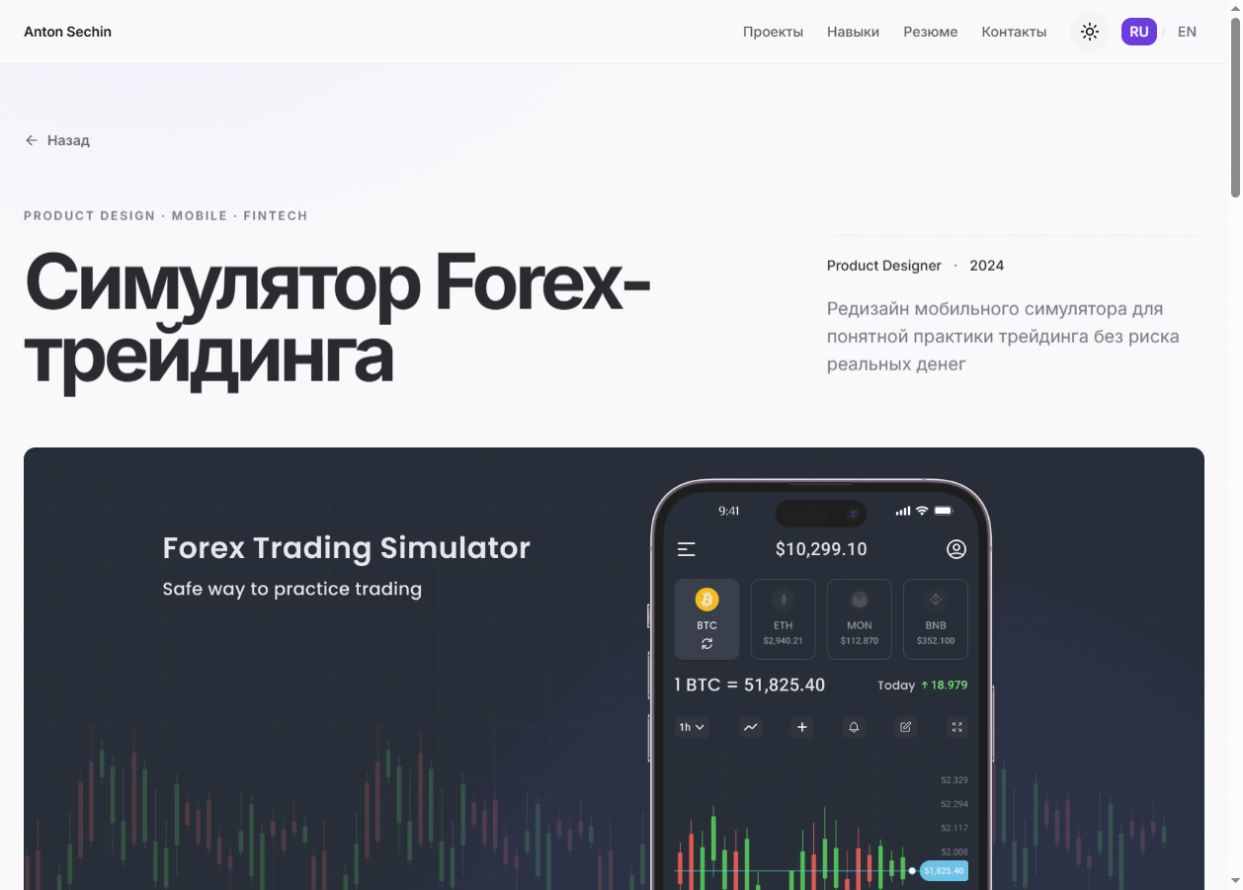 Anton Sechin
Проекты Навыки Резюме Контакты RU / EN
← Назад
PRODUCT DESIGN · MOBILE · FINTECH
Симулятор Forex-
трейдинга
Product Designer · 2024
Редизайн мобильного симулятора для
понятной практики трейдинга без риска
реальных денег
Forex Trading Simulator
Safe way to practice trading
9:41
$10,299.10
BTC
ETH
$2,940.21
MON
$112.870
BNB
$352.100
1 BTC = 51,825.40
Today ↑ 18.979
1h
52.329
52.294
52.117
52.008
51,825.40